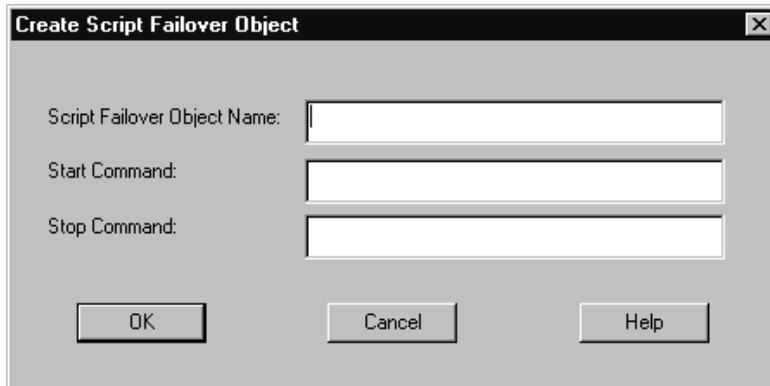 Create Script Failover Object
Script Failover Object Name:
Start Command:
Stop Command:
OK Cancel Help